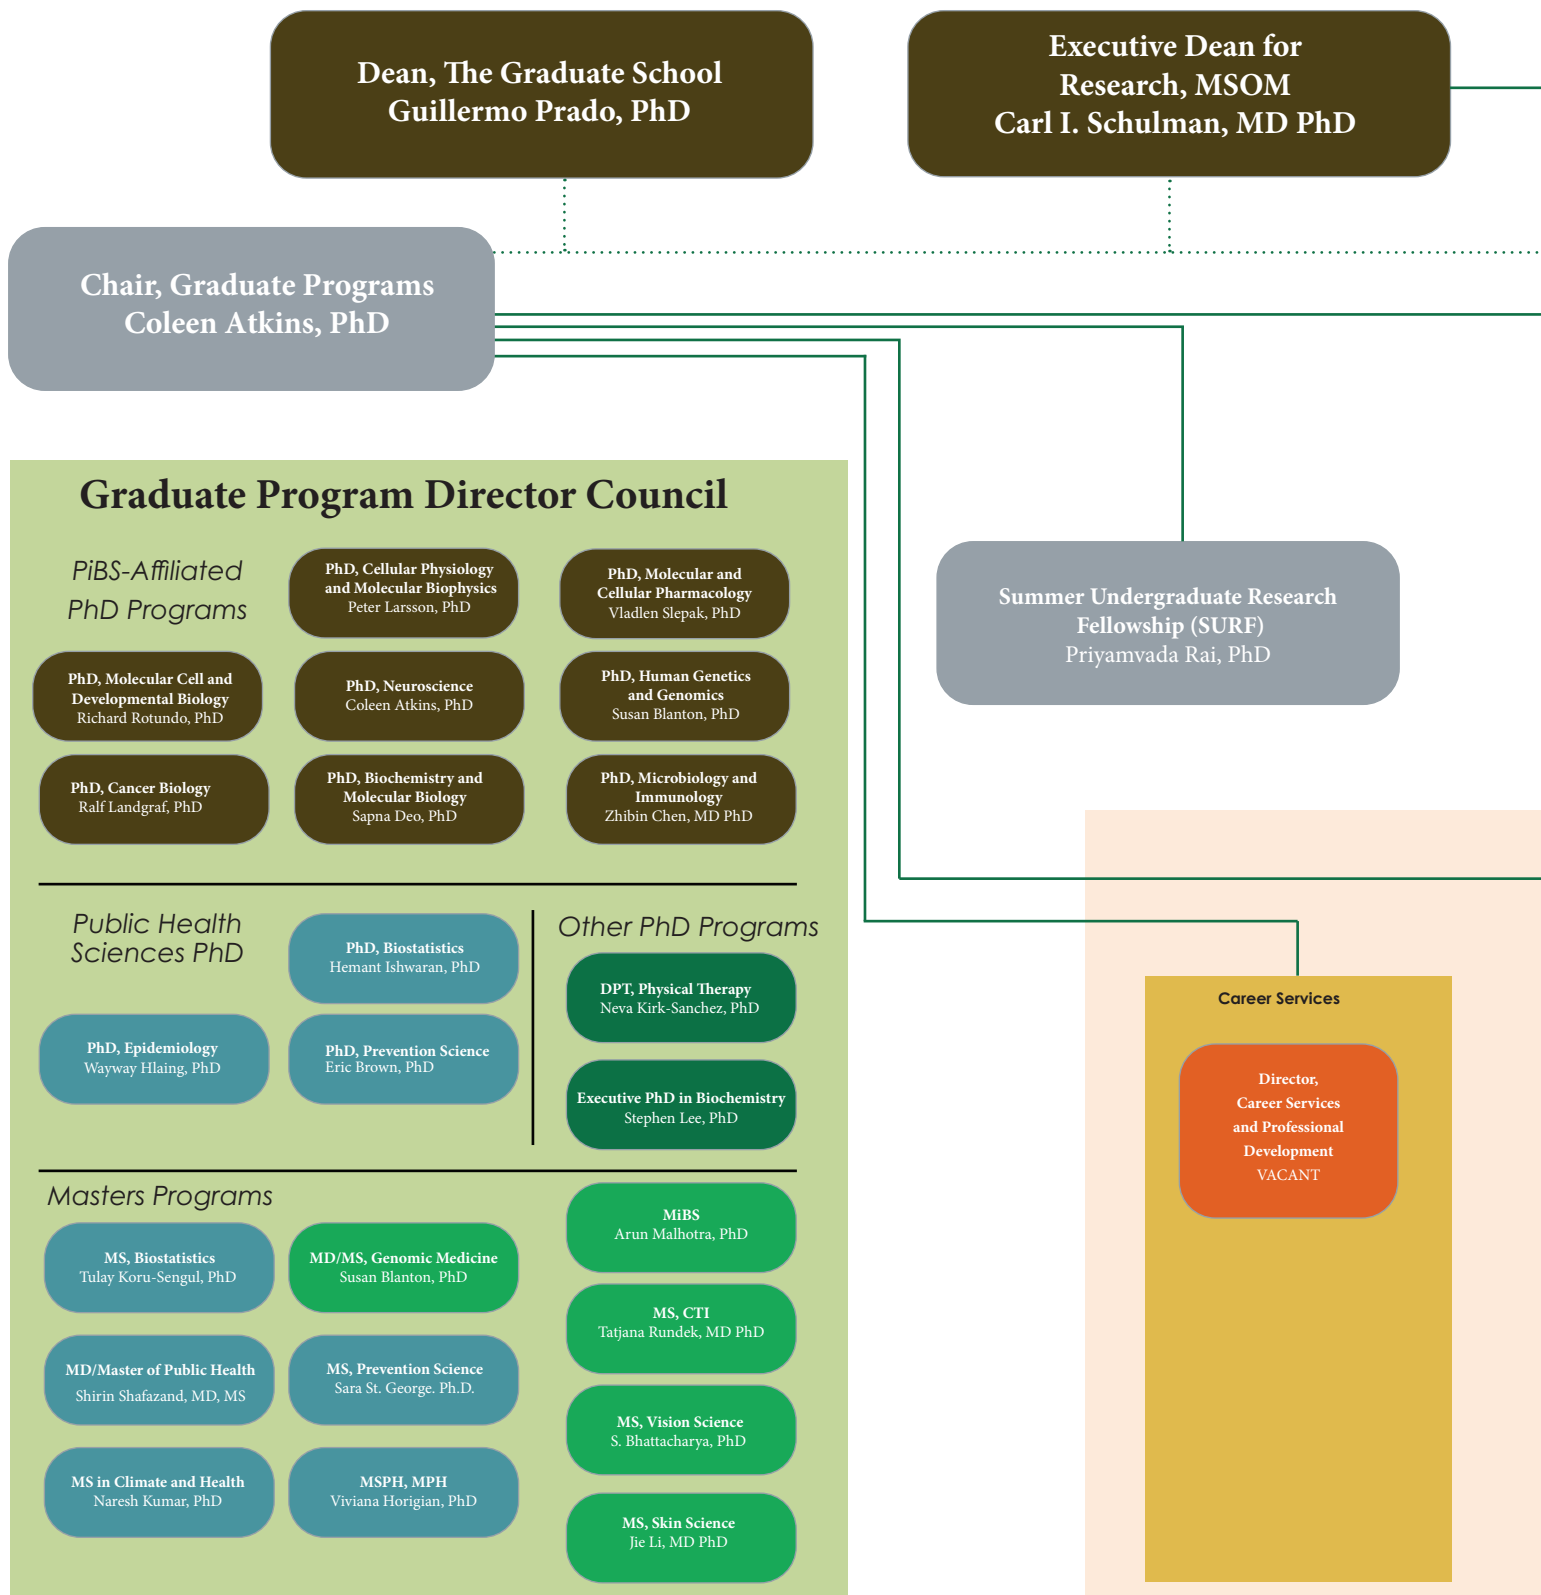 Dean, The Graduate School
Guillermo Prado, PhD
Executive Dean for
Research, MSOM
Carl I. Schulman, MD PhD
Chair, Graduate Programs
Coleen Atkins, PhD
Graduate Program Director Council
PiBS-Affiliated
PhD Programs
PhD, Cellular Physiology
and Molecular Biophysics
Peter Larsson, PhD
PhD, Molecular and
Cellular Pharmacology
Vladlen Slepak, PhD
PhD, Molecular Cell and
Developmental Biology
Richard Rotundo, PhD
PhD, Neuroscience
Coleen Atkins, PhD
PhD, Human Genetics
and Genomics
Susan Blanton, PhD
PhD, Cancer Biology
Ralf Landgraf, PhD
PhD, Biochemistry and
Molecular Biology
Sapna Deo, PhD
PhD, Microbiology and
Immunology
Zhibin Chen, MD PhD
Summer Undergraduate Research
Fellowship (SURF)
Priyamvada Rai, PhD
Public Health
Sciences PhD
PhD, Biostatistics
Hemant Ishwaran, PhD
PhD, Epidemiology
Wayway Hlaing, PhD
PhD, Prevention Science
Eric Brown, PhD
Other PhD Programs
DPT, Physical Therapy
Neva Kirk-Sanchez, PhD
Executive PhD in Biochemistry
Stephen Lee, PhD
Career Services
Director,
Career Services
and Professional
Development
VACANT
Masters Programs
MS, Biostatistics
Tulay Koru-Sengul, PhD
MD/MS, Genomic Medicine
Susan Blanton, PhD
MiBS
Arun Malhotra, PhD
MS, CTI
Tatjana Rundek, MD PhD
MD/Master of Public Health
Shirin Shafazand, MD, MS
MS, Prevention Science
Sara St. George. Ph.D.
MS, Vision Science
S. Bhattacharya, PhD
MS in Climate and Health
Naresh Kumar, PhD
MSPH, MPH
Viviana Horigian, PhD
MS, Skin Science
Jie Li, MD PhD